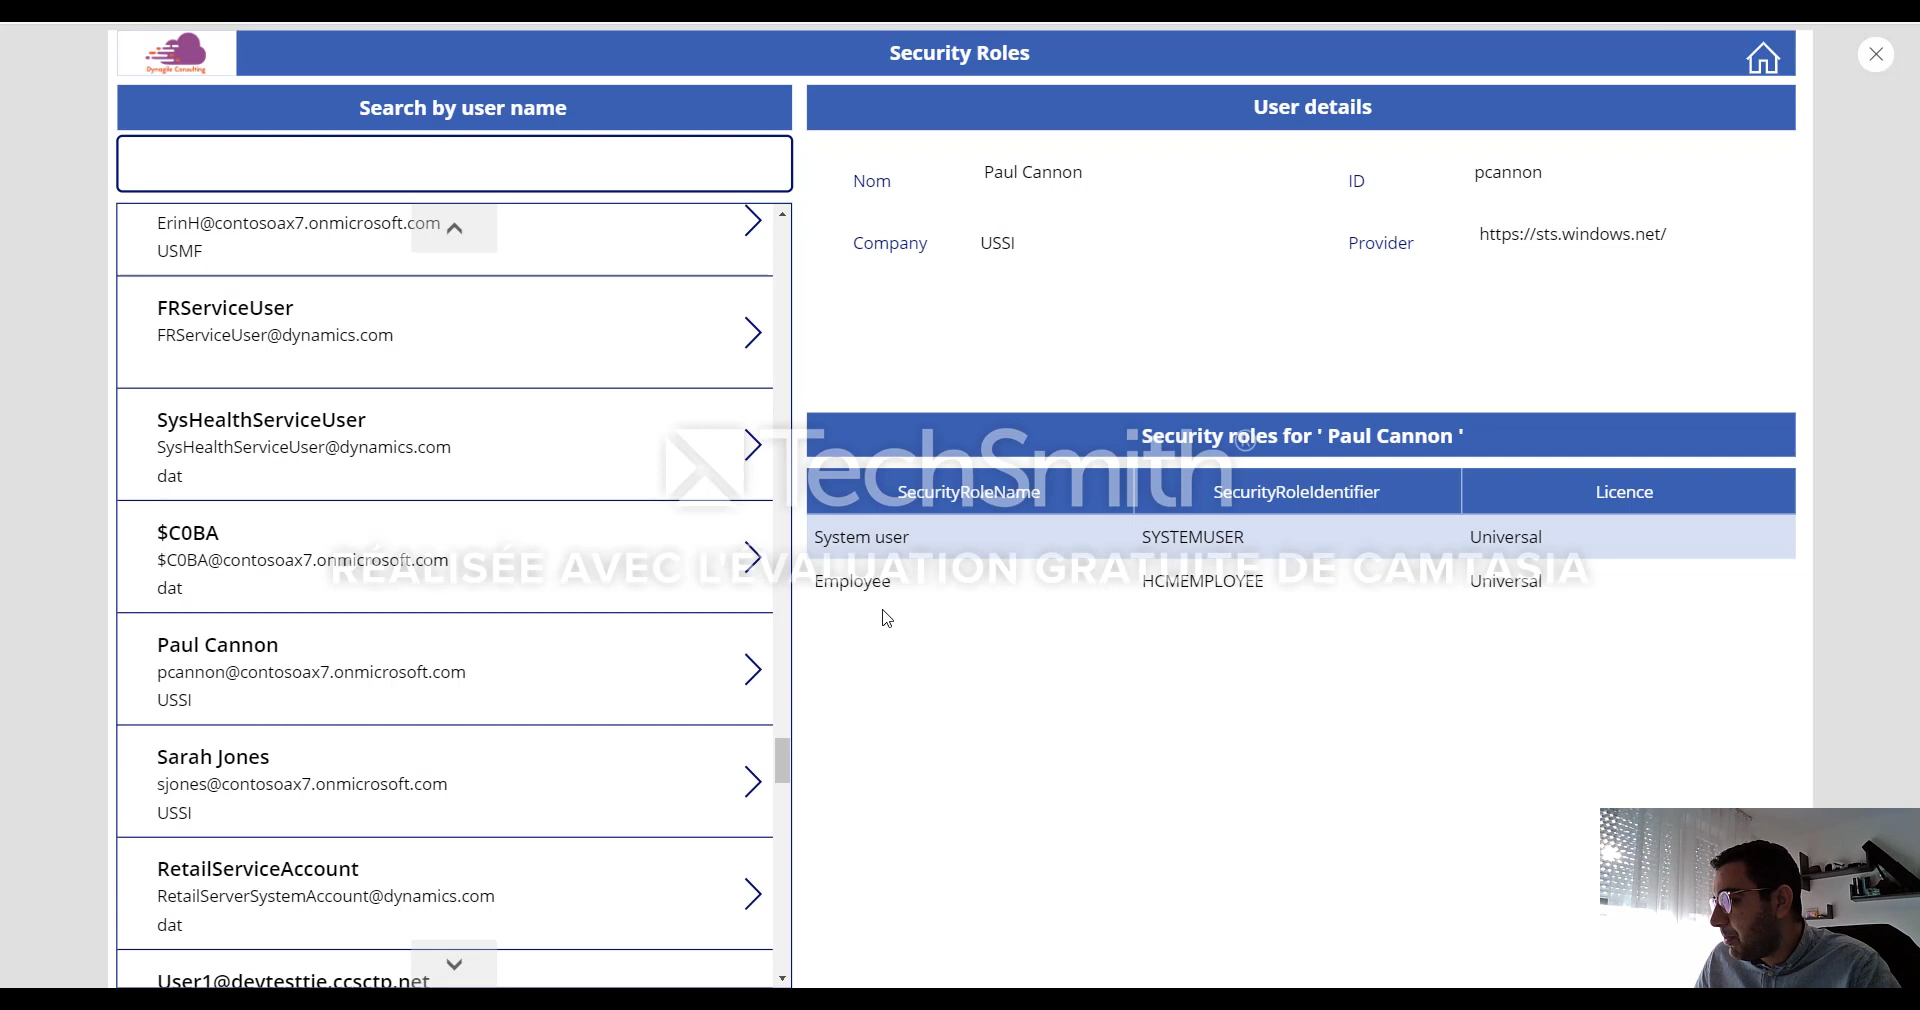 Dynagile Consulting
Security Roles
Search by user name
ErinH@contosoax7.onmicrosoft.com
USMF
FRServiceUser
FRServiceUser@dynamics.com
SysHealthServiceUser
SysHealthServiceUser@dynamics.com
dat
$C0BA
$C0BA@contosoax7.onmicrosoft.com
dat
Paul Cannon
pcannon@contosoax7.onmicrosoft.com
USSI
Sarah Jones
sjones@contosoax7.onmicrosoft.com
USSI
RetailServiceAccount
RetailServerSystemAccount@dynamics.com
dat
User1@devtesttie.ccsctp.net
User details
Nom Paul Cannon ID pcannon
Company USSI Provider https://sts.windows.net/
Security roles for ' Paul Cannon '
SecurityRoleName SecurityRoleIdentifier Licence
System user SYSTEMUSER Universal
Employee HCMEMPLOYEE Universal
TechSmith®
RÉALISÉE AVEC L'ÉVALUATION GRATUITE DE CAMTASIA